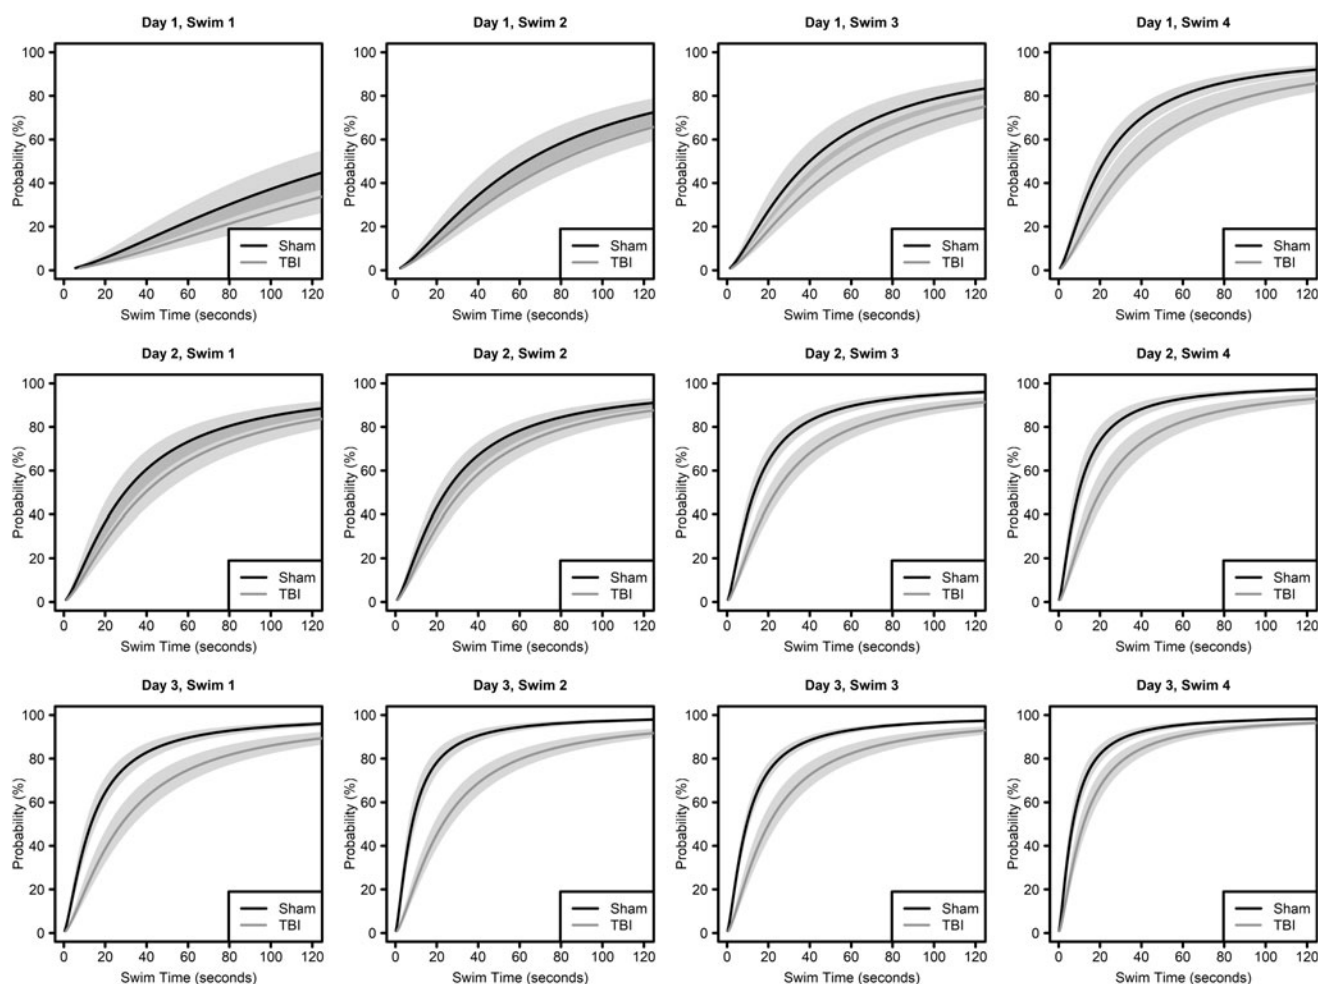 Day 1, Swim 1
Day 1, Swim 2
Day 1, Swim 3
Day 1, Swim 4
Probability (%)
100
80
60
40
20
0
Sham
TBI
0 20 40 60 80 100 120
Swim Time (seconds)
Probability (%)
100
80
60
40
20
0
Sham
TBI
0 20 40 60 80 100 120
Swim Time (seconds)
Probability (%)
100
80
60
40
20
0
Sham
TBI
0 20 40 60 80 100 120
Swim Time (seconds)
Probability (%)
100
80
60
40
20
0
Sham
TBI
0 20 40 60 80 100 120
Swim Time (seconds)
Day 2, Swim 1
Day 2, Swim 2
Day 2, Swim 3
Day 2, Swim 4
Probability (%)
100
80
60
40
20
0
Sham
TBI
0 20 40 60 80 100 120
Swim Time (seconds)
Probability (%)
100
80
60
40
20
0
Sham
TBI
0 20 40 60 80 100 120
Swim Time (seconds)
Probability (%)
100
80
60
40
20
0
Sham
TBI
0 20 40 60 80 100 120
Swim Time (seconds)
Probability (%)
100
80
60
40
20
0
Sham
TBI
0 20 40 60 80 100 120
Swim Time (seconds)
Day 3, Swim 1
Day 3, Swim 2
Day 3, Swim 3
Day 3, Swim 4
Probability (%)
100
80
60
40
20
0
Sham
TBI
0 20 40 60 80 100 120
Swim Time (seconds)
Probability (%)
100
80
60
40
20
0
Sham
TBI
0 20 40 60 80 100 120
Swim Time (seconds)
Probability (%)
100
80
60
40
20
0
Sham
TBI
0 20 40 60 80 100 120
Swim Time (seconds)
Probability (%)
100
80
60
40
20
0
Sham
TBI
0 20 40 60 80 100 120
Swim Time (seconds)